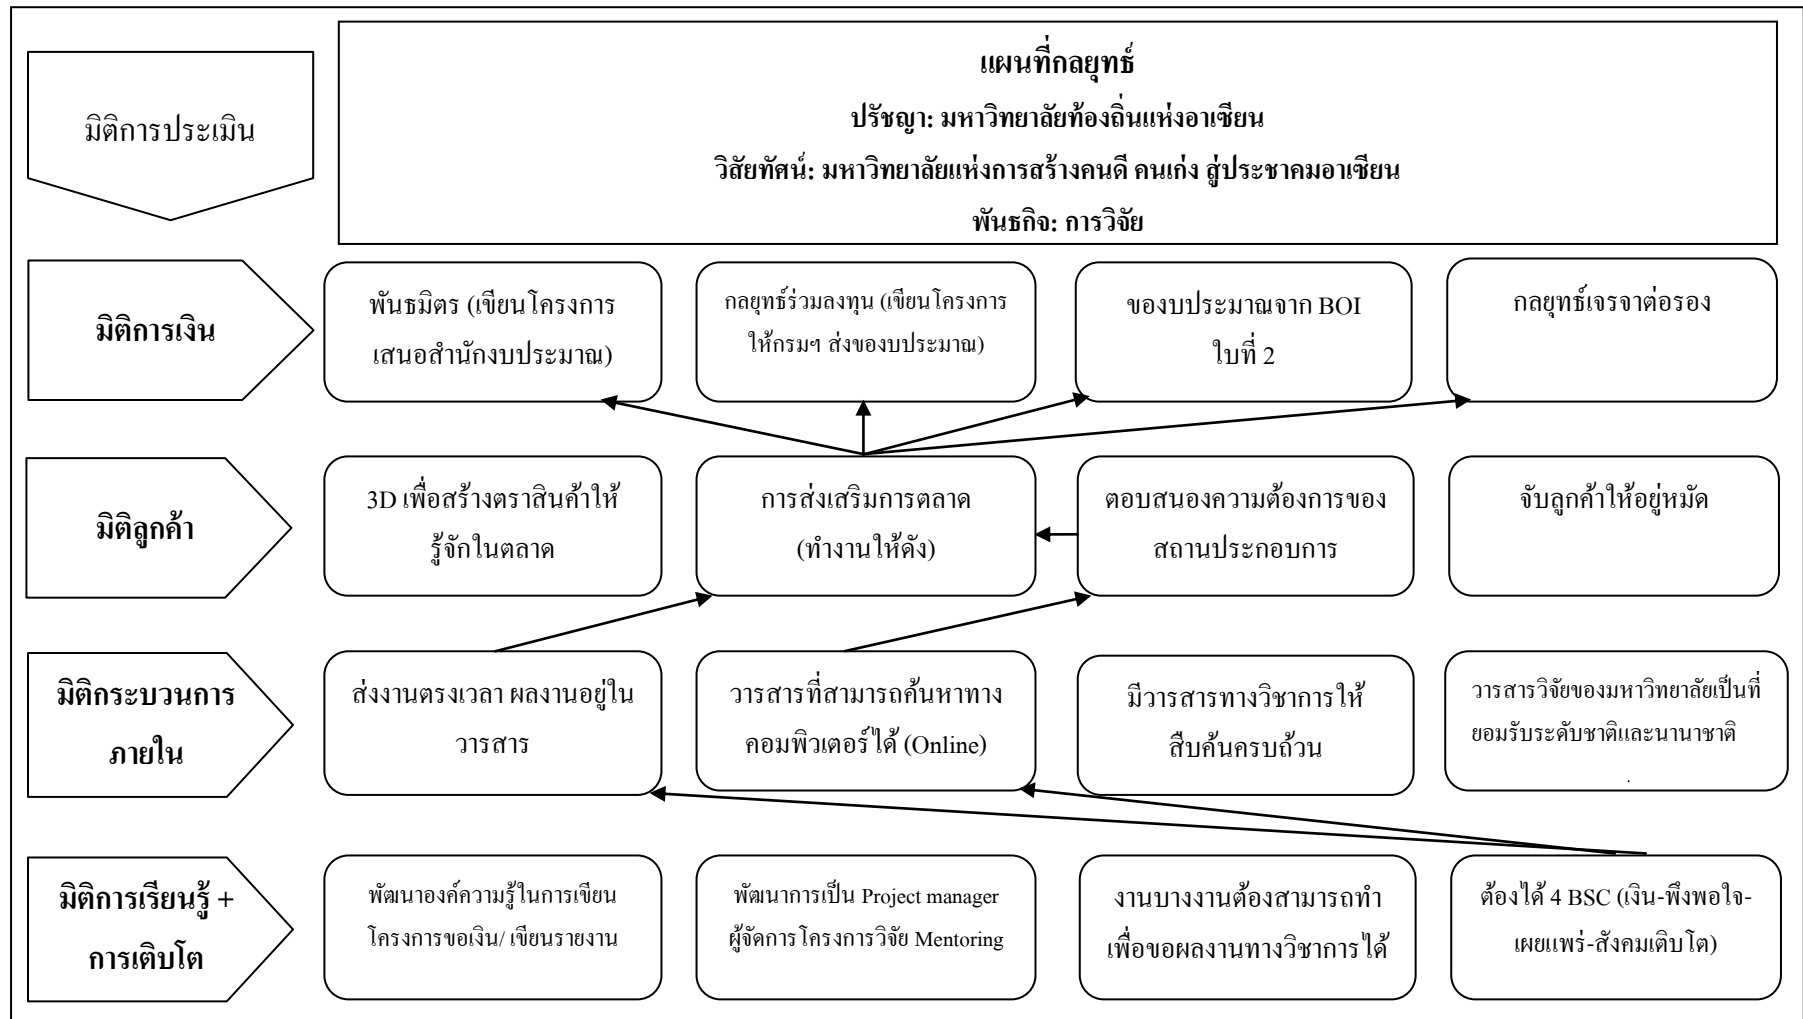 แผนที่กลยุทธ์
ปรัชญา: มหาวิทยาลัยท้องถิ่นแห่งอาเซียน
วิสัยทัศน์: มหาวิทยาลัยแห่งการสร้างคนดี คนเก่ง สู่ประชาคมอาเซียน
พันธกิจ: การวิจัย
มิติการประเมิน
มิติการเงิน
พันธมิตร (เขียนโครงการ
เสนอสำนักงบประมาณ)
กลยุทธ์ร่วมลงทุน (เขียนโครงการ
ให้กรมฯ ส่งของบประมาณ)
ของบประมาณจาก BOI
ใบที่ 2
กลยุทธ์เจรจาต่อรอง
มิติลูกค้า
3D เพื่อสร้างตราสินค้าให้
รู้จักในตลาด
การส่งเสริมการตลาด
(ทำงานให้ดัง)
ตอบสนองความต้องการของ
สถานประกอบการ
จับลูกค้าให้อยู่หมัด
มิติกระบวนการ
ภายใน
ส่งงานตรงเวลา ผลงานอยู่ใน
วารสาร
วารสารที่สามารถค้นหาทาง
คอมพิวเตอร์ได้ (Online)
มีวารสารทางวิชาการให้
สืบค้นครบถ้วน
วารสารวิจัยของมหาวิทยาลัยเป็นที่
ยอมรับระดับชาติและนานาชาติ
.
มิติการเรียนรู้ +
การเติบโต
พัฒนาองค์ความรู้ในการเขียน
โครงการขอเงิน/ เขียนรายงาน
พัฒนาการเป็น Project manager
ผู้จัดการโครงการวิจัย Mentoring
งานบางงานต้องสามารถทำ
เพื่อขอผลงานทางวิชาการได้
ต้องได้ 4 BSC (เงิน-พึงพอใจ-
เผยแพร่-สังคมเติบโต)